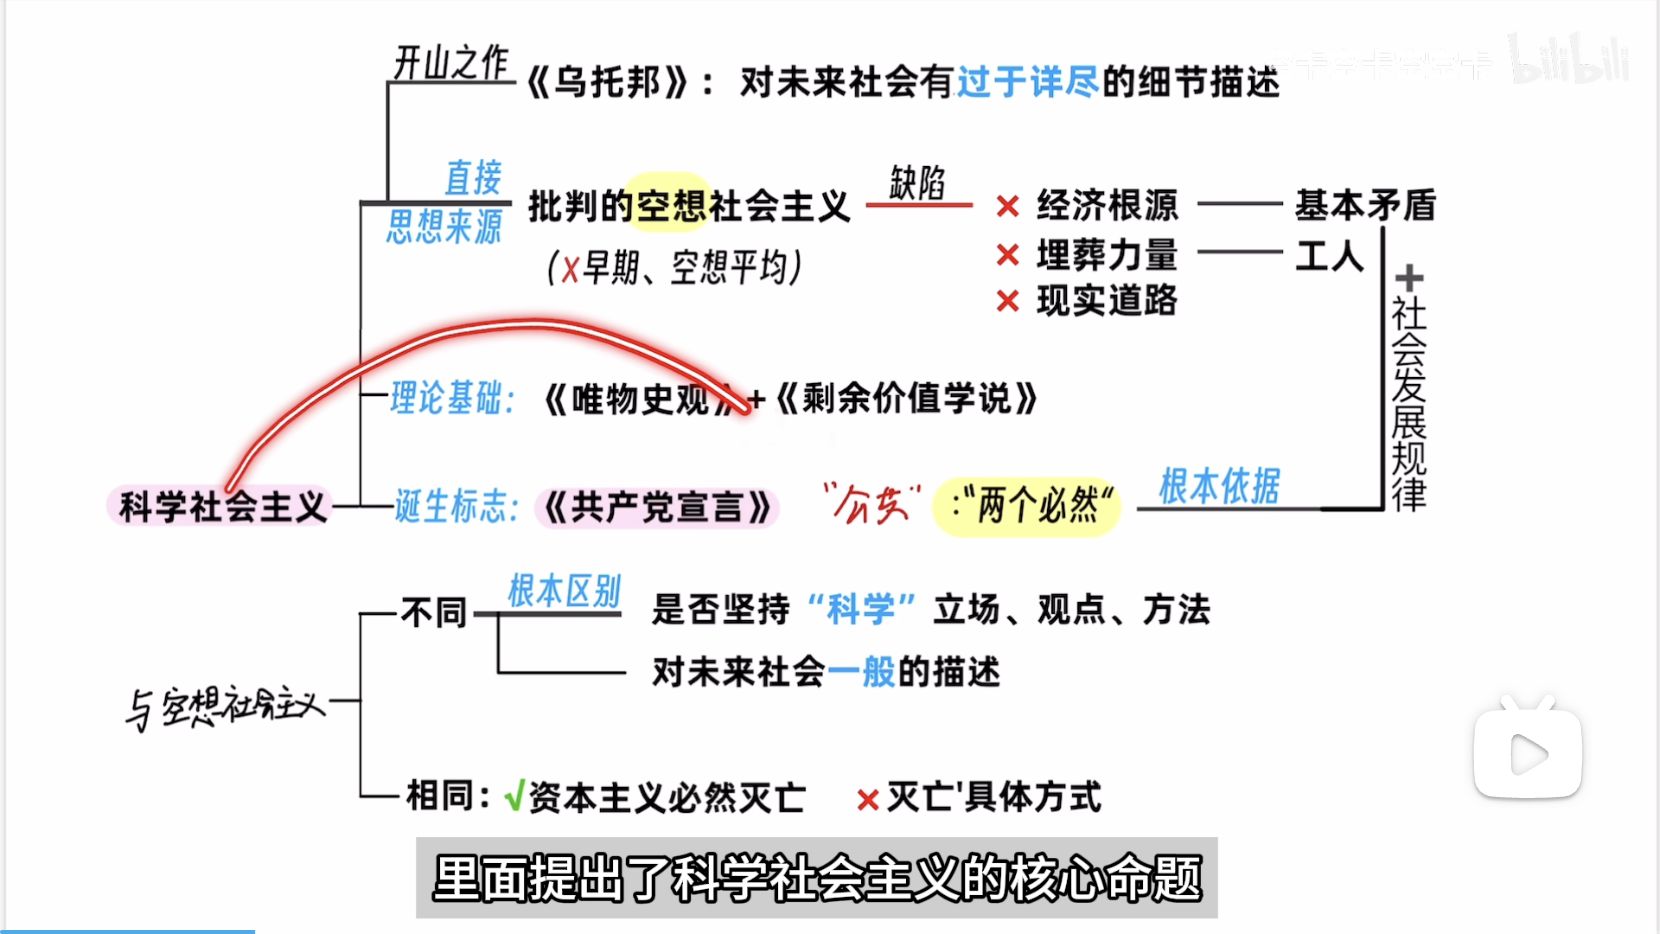 开山之作
《乌托邦》：对未来社会有过于详尽的细节描述
bilibili
直接
思想来源
批判的空想社会主义
(x早期、空想平均)
缺陷
× 经济根源 基本矛盾
× 埋葬力量 工人
× 现实道路
+社会发展规律
理论基础：《唯物史观》+《剩余价值学说》
科学社会主义
诞生标志：《共产党宣言》 “公共”：“两个必然“ 根本依据
与空想社会主义
不同 根本区别 是否坚持“科学”立场、观点、方法
对未来社会一般的描述
相同：√资本主义必然灭亡 ×灭亡'具体方式
里面提出了科学社会主义的核心命题